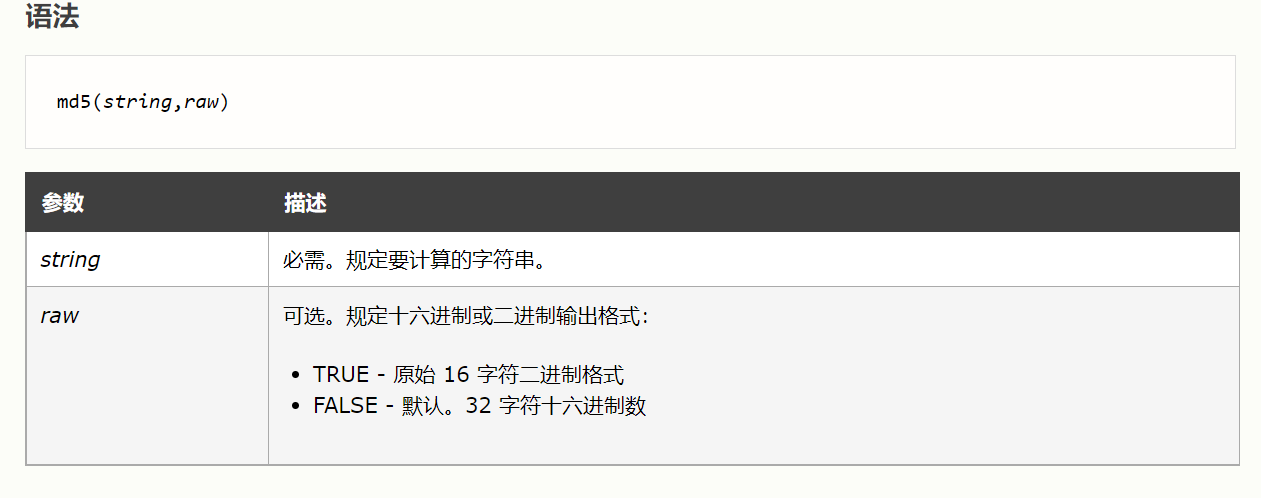 语法
md5(string,raw)
参数 描述
string 必需。规定要计算的字符串。
raw 可选。规定十六进制或二进制输出格式：
• TRUE - 原始 16 字符二进制格式
• FALSE - 默认。32 字符十六进制数